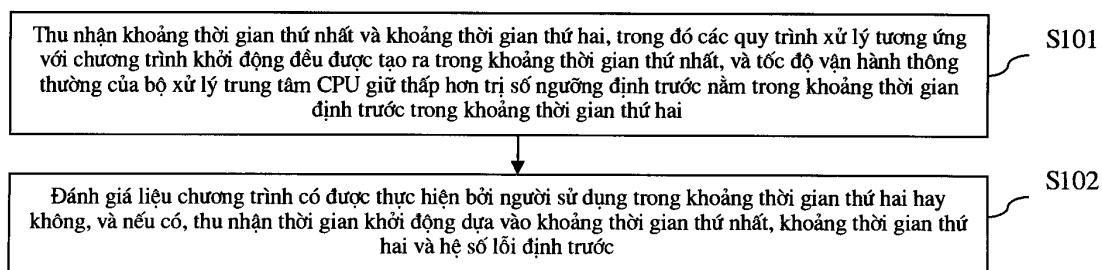 Thu nhận khoảng thời gian thứ nhất và khoảng thời gian thứ hai, trong đó các quy trình xử lý tương ứng
với chương trình khởi động đều được tạo ra trong khoảng thời gian thứ nhất, và tốc độ vận hành thông
thường của bộ xử lý trung tâm CPU giữ thấp hơn trị số ngưỡng định trước nằm trong khoảng thời gian
định trước trong khoảng thời gian thứ hai
S101
Đánh giá liệu chương trình có được thực hiện bởi người sử dụng trong khoảng thời gian thứ hai hay
không, và nếu có, thu nhận thời gian khởi động dựa vào khoảng thời gian thứ nhất, khoảng thời gian thứ
hai và hệ số lỗi định trước
S102